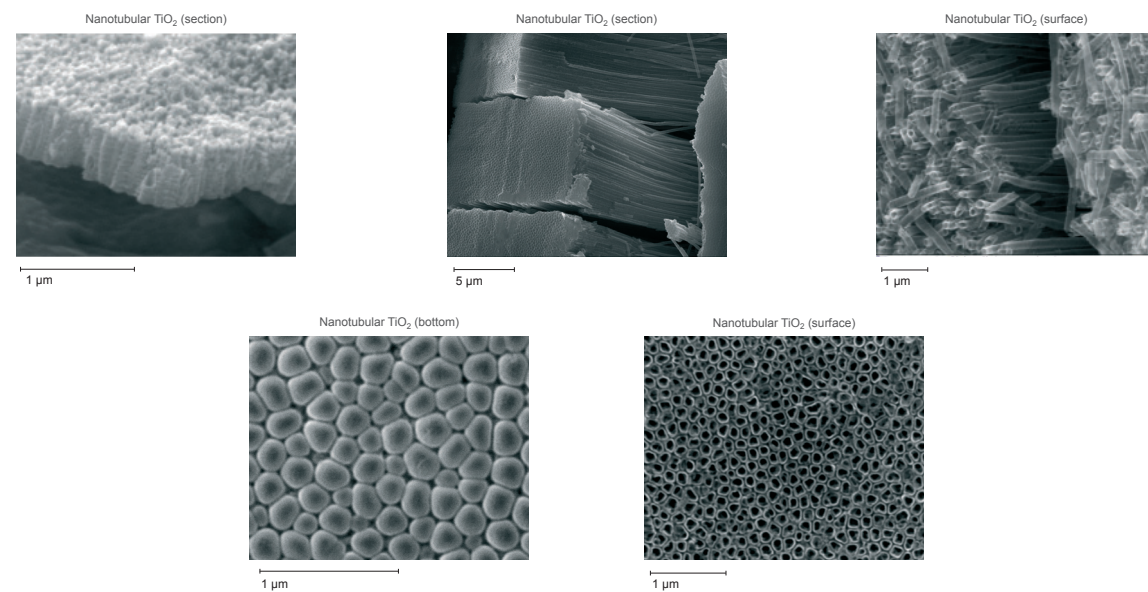 Nanotubular TiO₂ (section)
Nanotubular TiO₂ (section)
Nanotubular TiO₂ (surface)
1 µm
5 µm
1 µm
Nanotubular TiO₂ (bottom)
Nanotubular TiO₂ (surface)
1 µm
1 µm